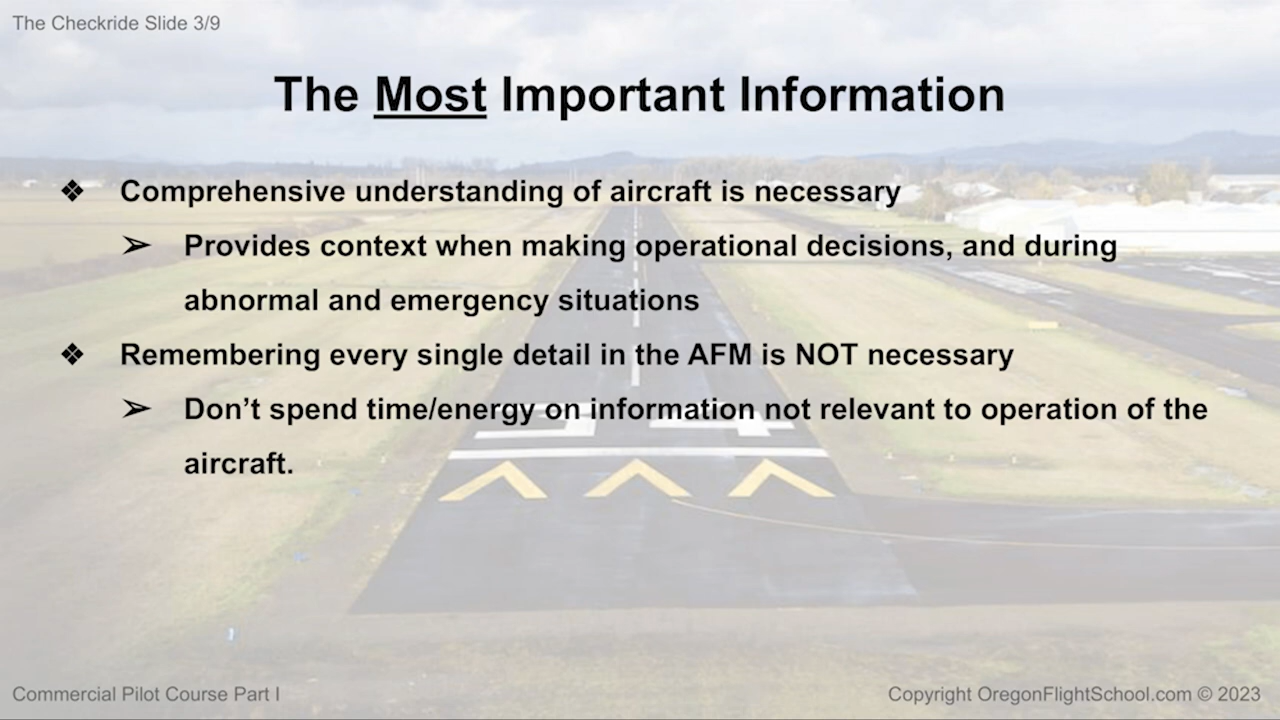 The Checkride Slide 3/9
The Most Important Information
❖ Comprehensive understanding of aircraft is necessary
➢ Provides context when making operational decisions, and during
abnormal and emergency situations
❖ Remembering every single detail in the AFM is NOT necessary
➢ Don’t spend time/energy on information not relevant to operation of the
aircraft.
Commercial Pilot Course Part I
Copyright OregonFlightSchool.com © 2023